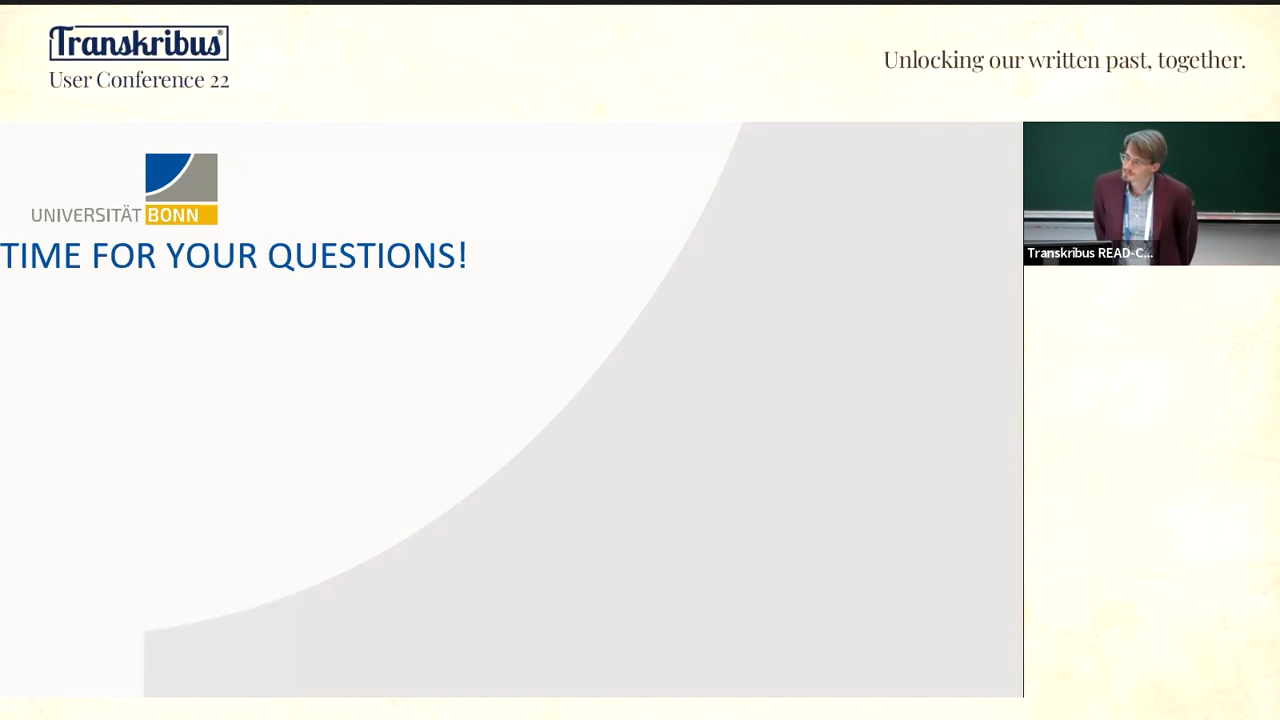 Transkribus®
User Conference 22
Unlocking our written past, together.
UNIVERSITÄT BONN
TIME FOR YOUR QUESTIONS!
Transkribus READ-C...